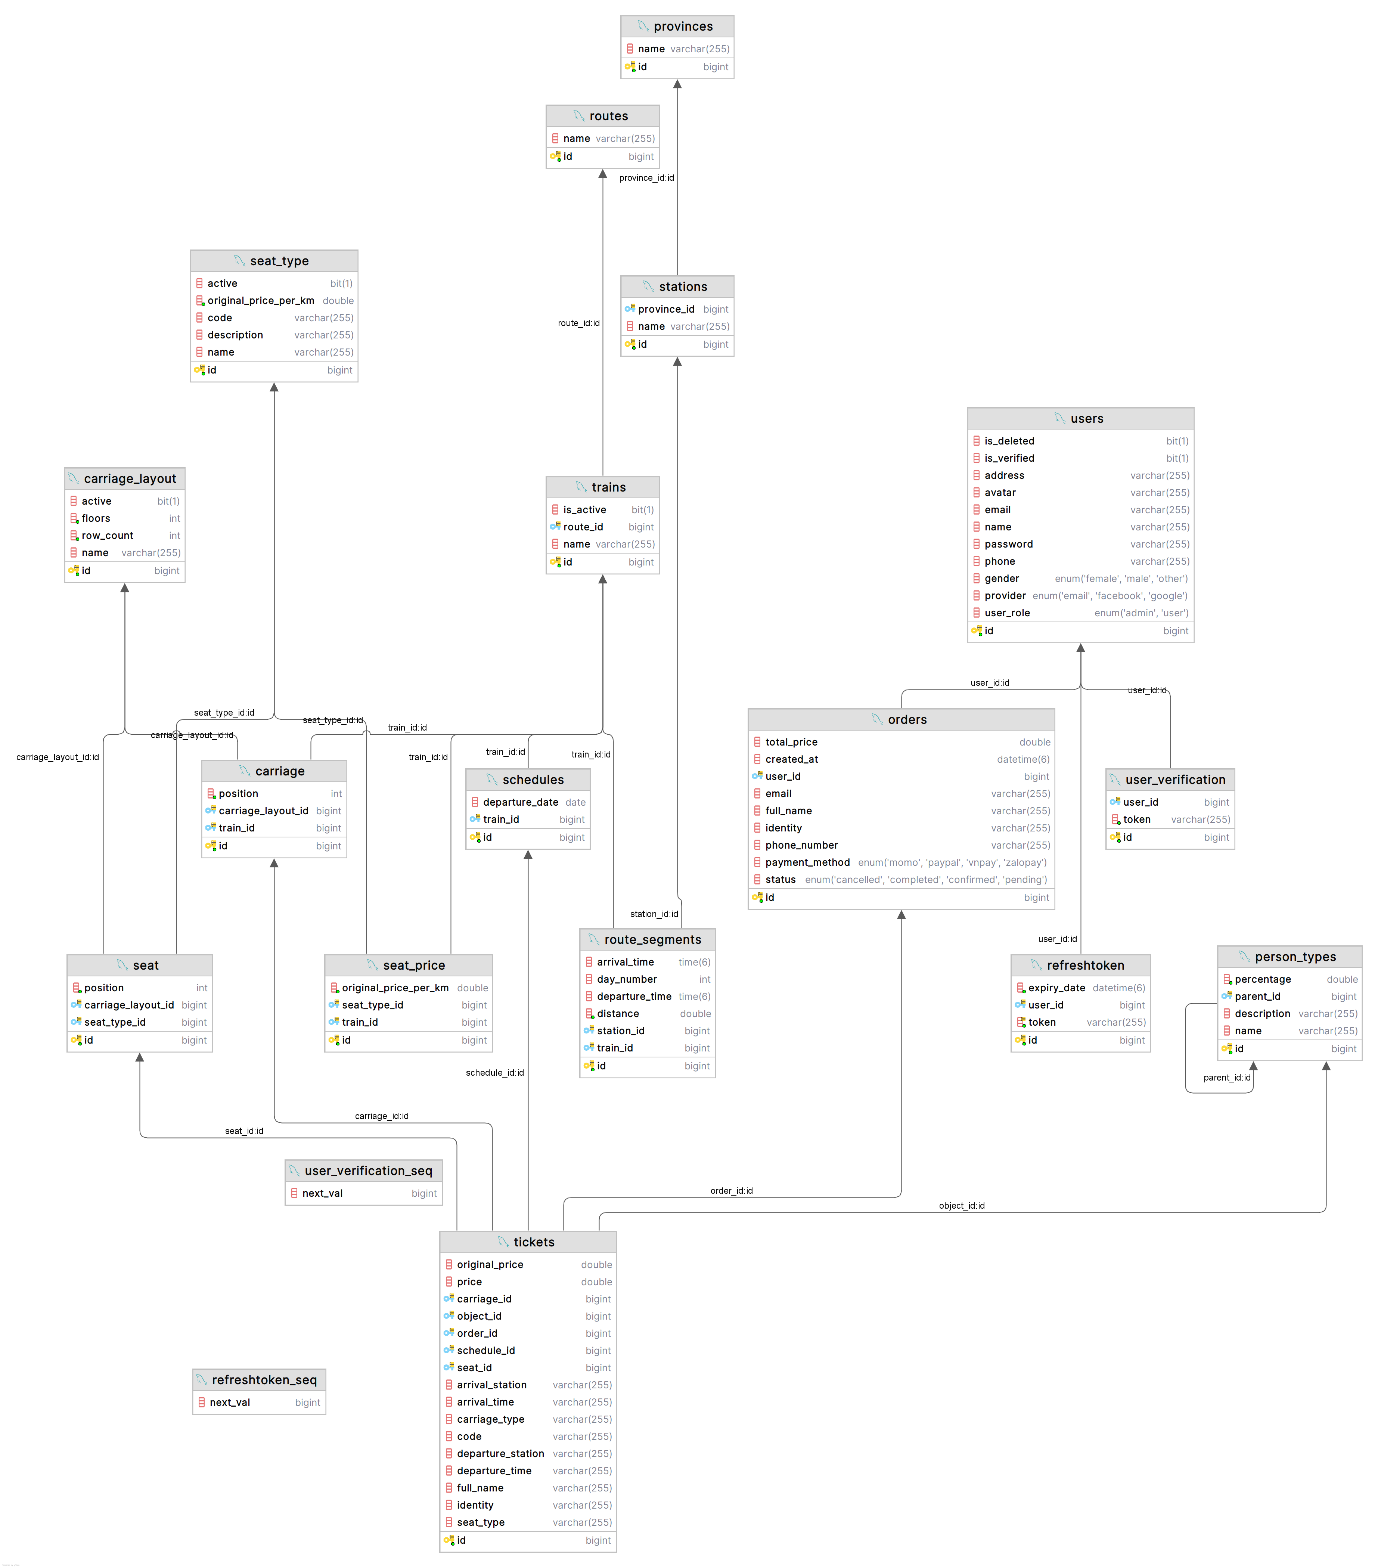 provinces
name varchar(255)
id bigint
routes
name varchar(255)
id bigint
province_id:id
seat_type
active bit(1)
original_price_per_km double
code varchar(255)
description varchar(255)
name varchar(255)
id bigint
stations
province_id bigint
name varchar(255)
id bigint
route_id:id
users
is_deleted bit(1)
is_verified bit(1)
address varchar(255)
avatar varchar(255)
email varchar(255)
name varchar(255)
password varchar(255)
phone varchar(255)
gender enum('female', 'male', 'other')
provider enum('email', 'facebook', 'google')
user_role enum('admin', 'user')
id bigint
carriage_layout
active bit(1)
floors int
row_count int
name varchar(255)
id bigint
trains
is_active bit(1)
route_id bigint
name varchar(255)
id bigint
user_id:id
user_id:id
seat_type_id:id
seat_type_id:id
train_id:id
carriage_layout_id:id
carriage_layout_id:id
train_id:id
train_id:id
train_id:id
orders
total_price double
created_at datetime(6)
user_id bigint
email varchar(255)
full_name varchar(255)
identity varchar(255)
phone_number varchar(255)
payment_method enum('momo', 'paypal', 'vnpay', 'zalopay')
status enum('cancelled', 'completed', 'confirmed', 'pending')
id bigint
carriage
position int
carriage_layout_id bigint
train_id bigint
id bigint
schedules
departure_date date
train_id bigint
id bigint
user_verification
user_id bigint
token varchar(255)
id bigint
station_id:id
user_id:id
seat
position int
carriage_layout_id bigint
seat_type_id bigint
id bigint
seat_price
original_price_per_km double
seat_type_id bigint
train_id bigint
id bigint
route_segments
arrival_time time(6)
day_number int
departure_time time(6)
distance double
station_id bigint
train_id bigint
id bigint
refreshtoken
expiry_date datetime(6)
user_id bigint
token varchar(255)
id bigint
person_types
percentage double
parent_id bigint
description varchar(255)
name varchar(255)
id bigint
schedule_id:id
parent_id:id
carriage_id:id
seat_id:id
user_verification_seq
next_val bigint
order_id:id
object_id:id
tickets
original_price double
price double
carriage_id bigint
object_id bigint
order_id bigint
schedule_id bigint
seat_id bigint
arrival_station varchar(255)
arrival_time varchar(255)
carriage_type varchar(255)
code varchar(255)
departure_station varchar(255)
departure_time varchar(255)
full_name varchar(255)
identity varchar(255)
seat_type varchar(255)
id bigint
refreshtoken_seq
next_val bigint